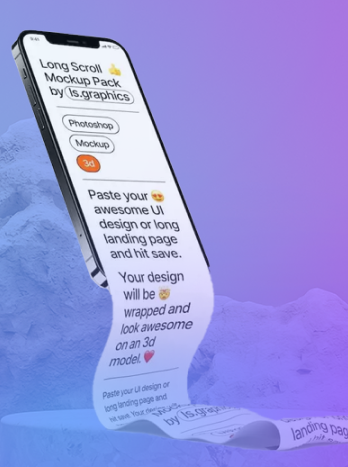 9:41
Long Scroll 👍
Mockup Pack
by ls.graphics
Photoshop
Mockup
3d
Paste your 😍
awesome UI
design or long
landing page
and hit save.
Your design
will be 🤯
wrapped and
look awesome
on an 3d
model.💗
Paste your UI design or
long landing page and
hit save. Your design
by ls.graphics
landing page